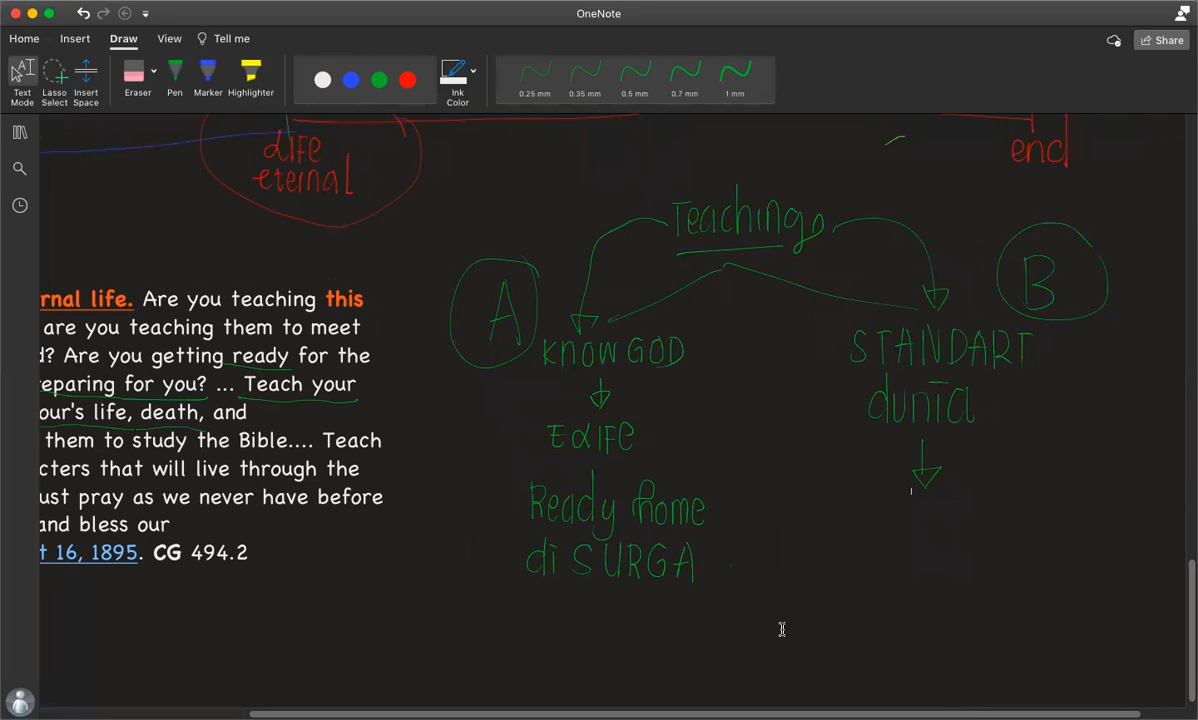 OneNote
Home Insert Draw View Tell me
Share
Text Mode
Lasso Select
Insert Space
Eraser
Pen
Marker
Highlighter
Ink Color
0.25 mm 0.35 mm 0.5 mm 0.7 mm 1 mm
LIFE
eternal
end
Teaching
A
B
KNOW GOD
STANDART
dunia
LIFE
Ready home
di SURGA
rnal life. Are you teaching this
are you teaching them to meet
d? Are you getting ready for the
eparing for you? ... Teach your
our's life, death, and
them to study the Bible.... Teach
cters that will live through the
ust pray as we never have before
and bless our
t 16, 1895. CG 494.2